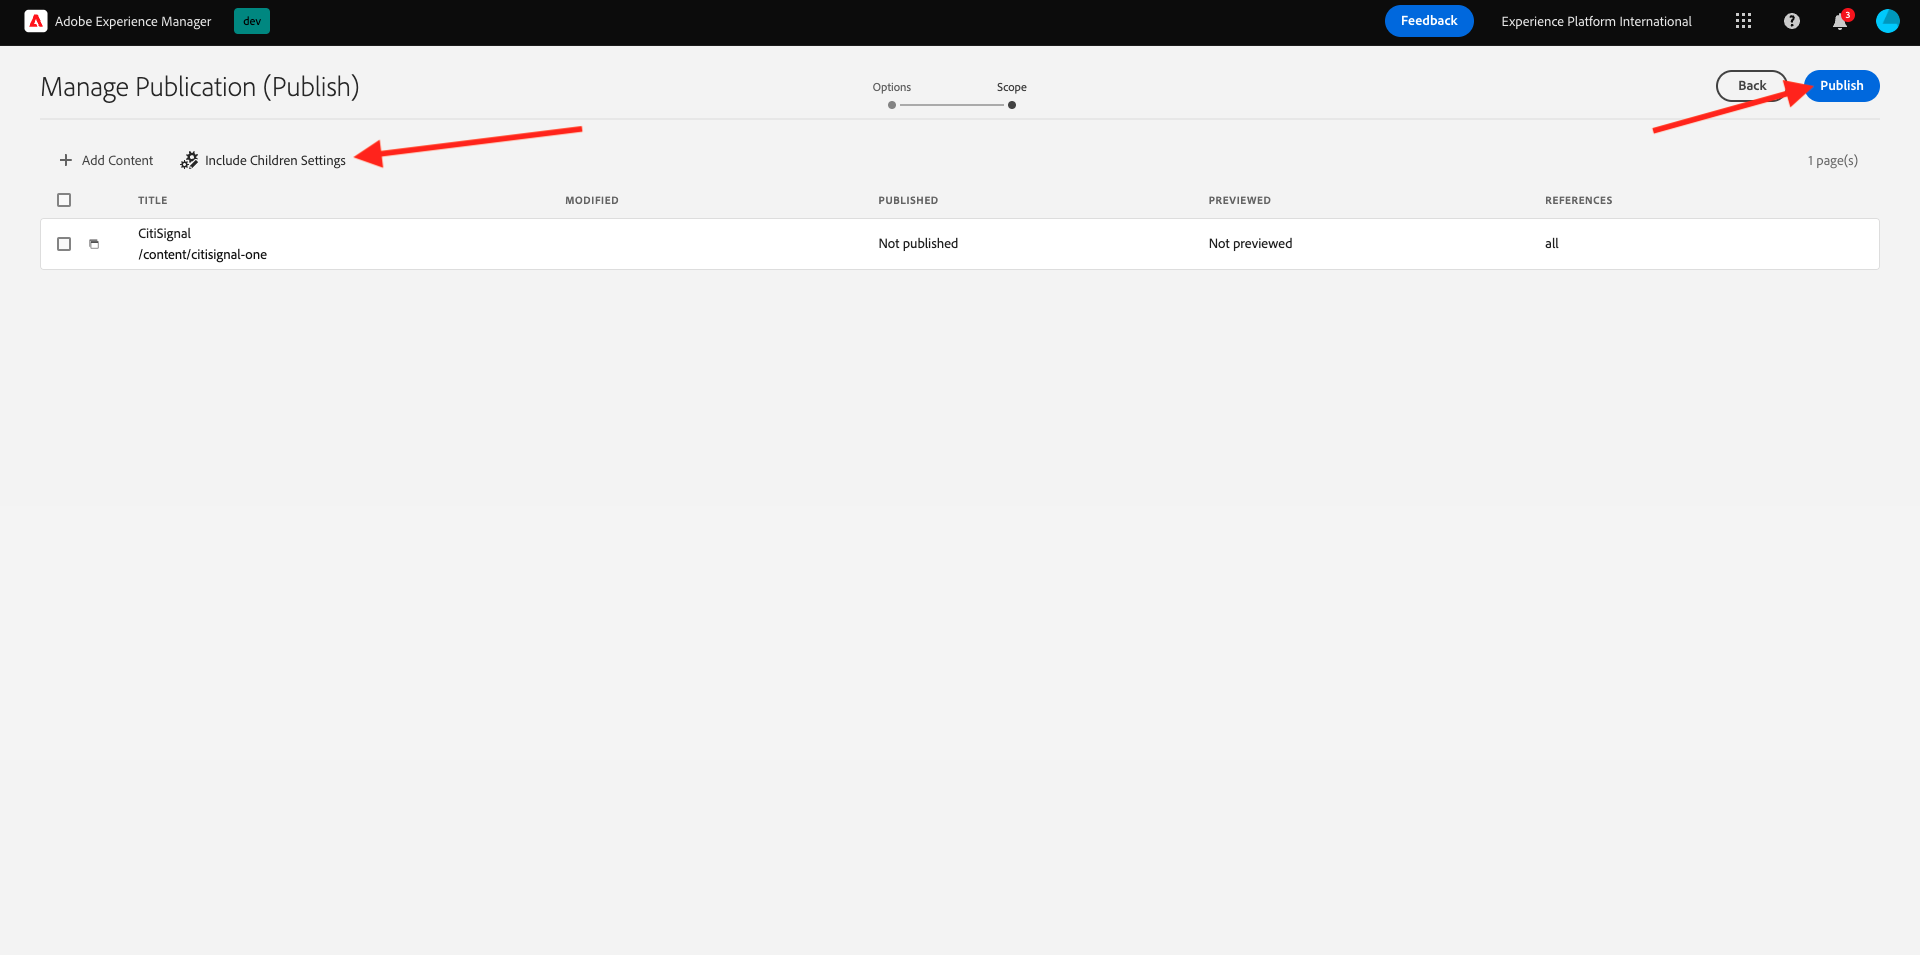 Adobe Experience Manager dev Feedback Experience Platform International 3
Manage Publication (Publish)
Options Scope
Back Publish
Add Content Include Children Settings 1 page(s)
TITLE MODIFIED PUBLISHED PREVIEWED REFERENCES
CitiSignal
/content/citisignal-one
Not published Not previewed all